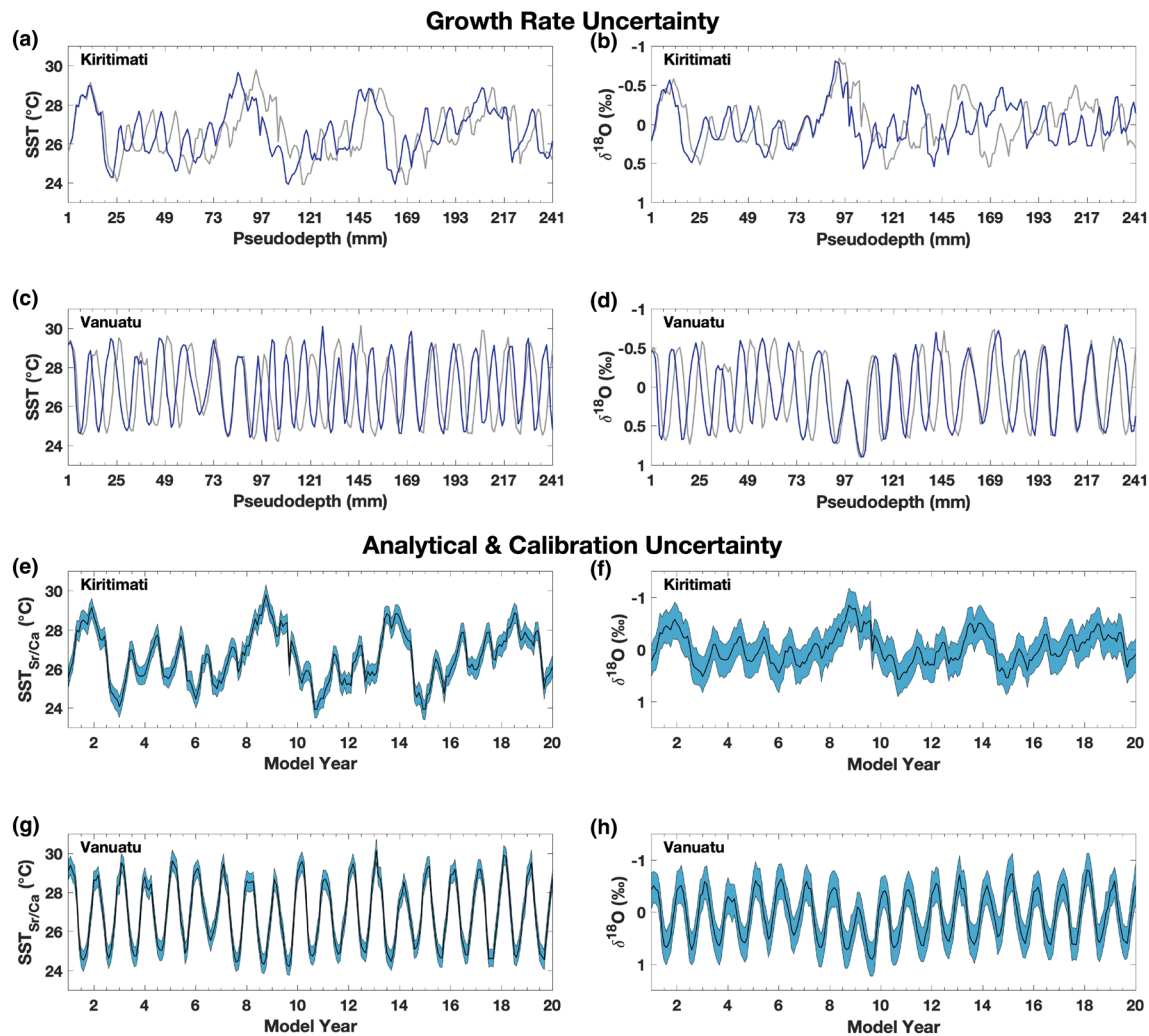 Growth Rate Uncertainty
(a)
Kiritimati
30
28
26
24
SST (°C)
1 25 49 73 97 121 145 169 193 217 241
Pseudodepth (mm)
(b)
Kiritimati
-1
-0.5
0
0.5
1
δ18O (‰)
1 25 49 73 97 121 145 169 193 217 241
Pseudodepth (mm)
(c)
Vanuatu
30
28
26
24
SST (°C)
1 25 49 73 97 121 145 169 193 217 241
Pseudodepth (mm)
(d)
Vanuatu
-1
-0.5
0
0.5
1
δ18O (‰)
1 25 49 73 97 121 145 169 193 217 241
Pseudodepth (mm)
Analytical & Calibration Uncertainty
(e)
Kiritimati
30
28
26
24
SSTSr/Ca (°C)
2 4 6 8 10 12 14 16 18 20
Model Year
(f)
Kiritimati
-1
0
1
δ18O (‰)
2 4 6 8 10 12 14 16 18 20
Model Year
(g)
Vanuatu
30
28
26
24
SSTSr/Ca (°C)
2 4 6 8 10 12 14 16 18 20
Model Year
(h)
Vanuatu
-1
0
1
δ18O (‰)
2 4 6 8 10 12 14 16 18 20
Model Year